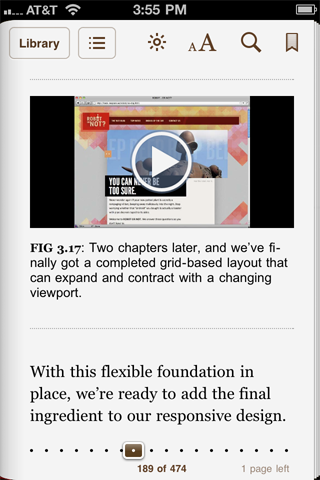 AT&T 3:55 PM
Library AA
ROBOT
OR NOT?
YOU CAN NEVER BE
TOO SURE.
FIG 3.17: Two chapters later, and we've fi-
nally got a completed grid-based layout that
can expand and contract with a changing
viewport.
With this flexible foundation in
place, we're ready to add the final
ingredient to our responsive design.
189 of 474 1 page left